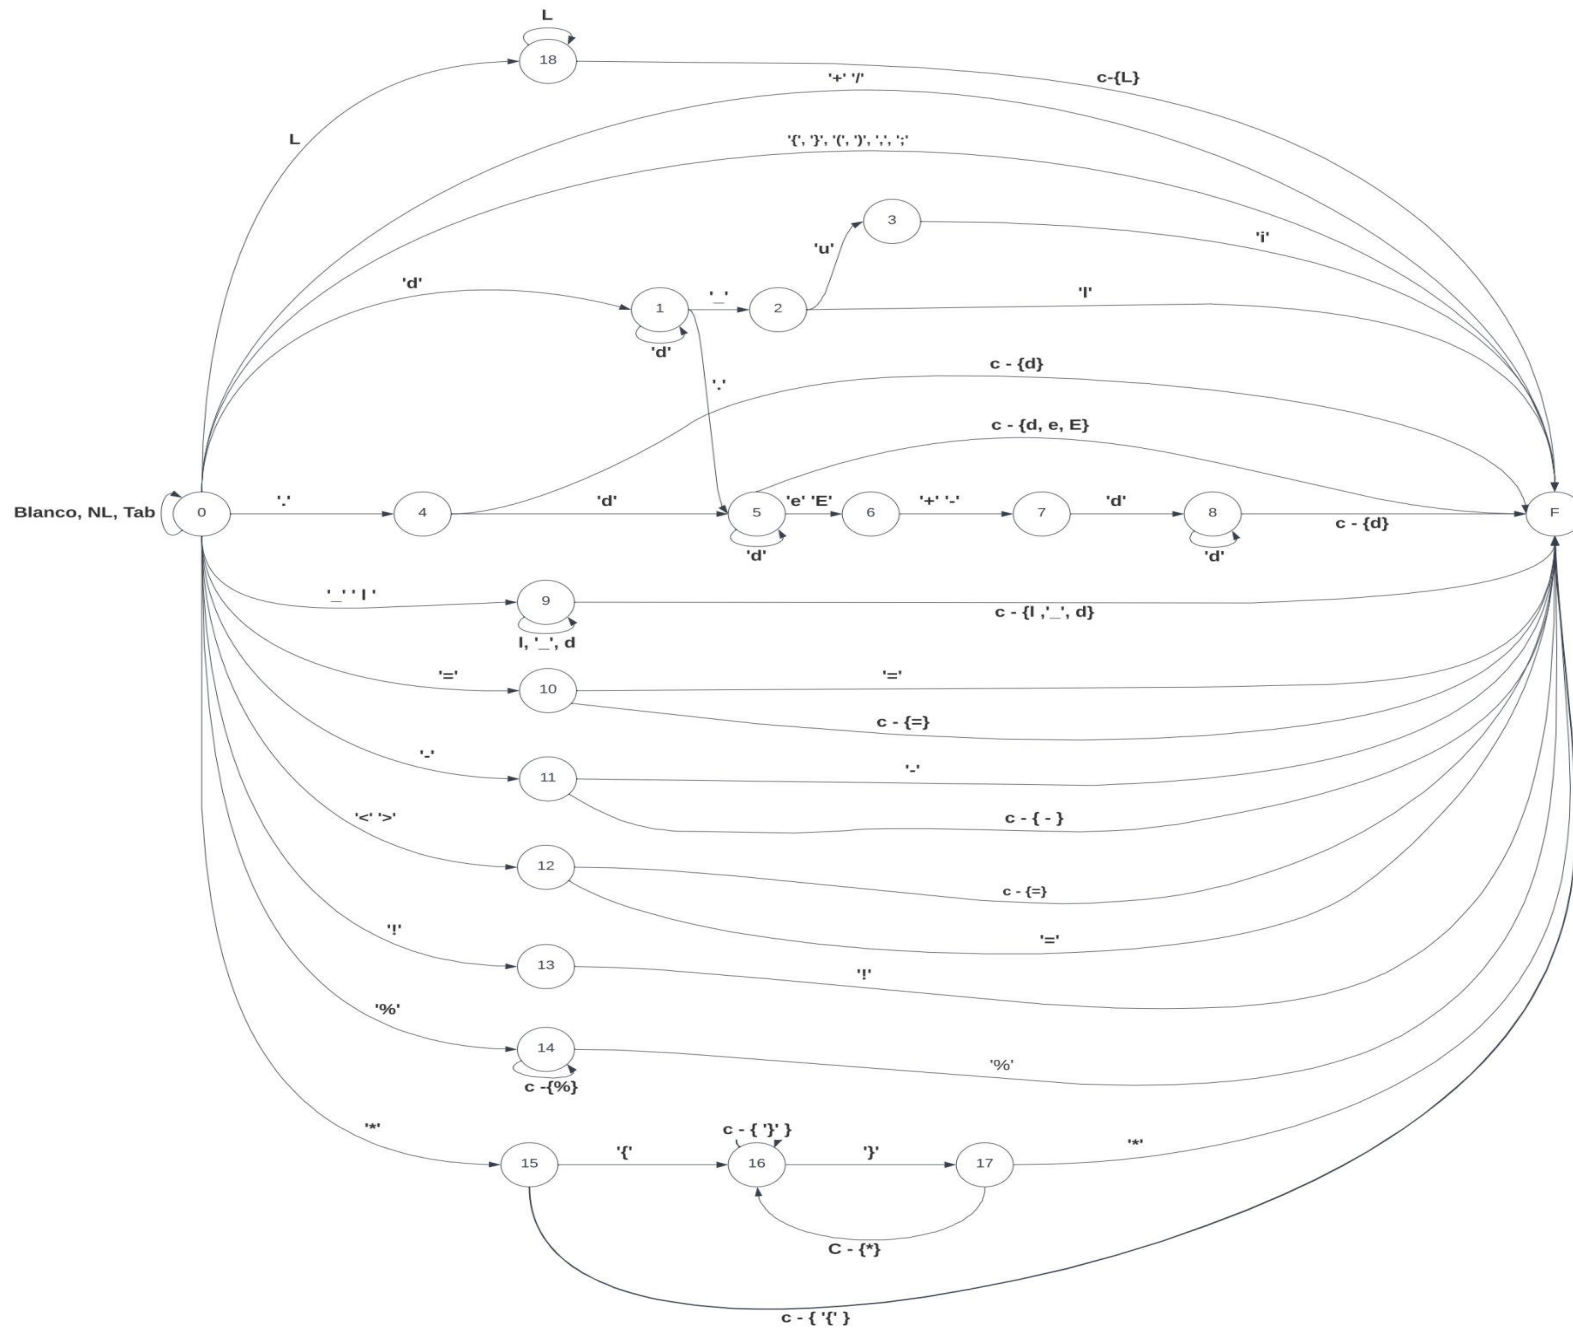 L
18
'+' '/'
c-{L}
L
'{', '}', '(', ')', ',', ';'
3
'u'
'i'
'd'
1
'_'
2
'l'
'd'
'.'
c - {d}
c - {d, e, E}
Blanco, NL, Tab
0
'.'
4
'd'
5
'e' 'E'
6
'+' '-'
7
'd'
8
c - {d}
F
'd'
'd'
'_' ' l '
9
c - {l ,'_', d}
l, '_', d
'='
10
'='
c - {=}
'-'
11
'-'
c - { - }
'<' '>'
12
c - {=}
'='
'!'
13
'!'
'%'
14
'%'
c -{%}
'*'
c - { '}' }
'*'
15
'{'
16
'}'
17
C - {*}
c - { '{' }